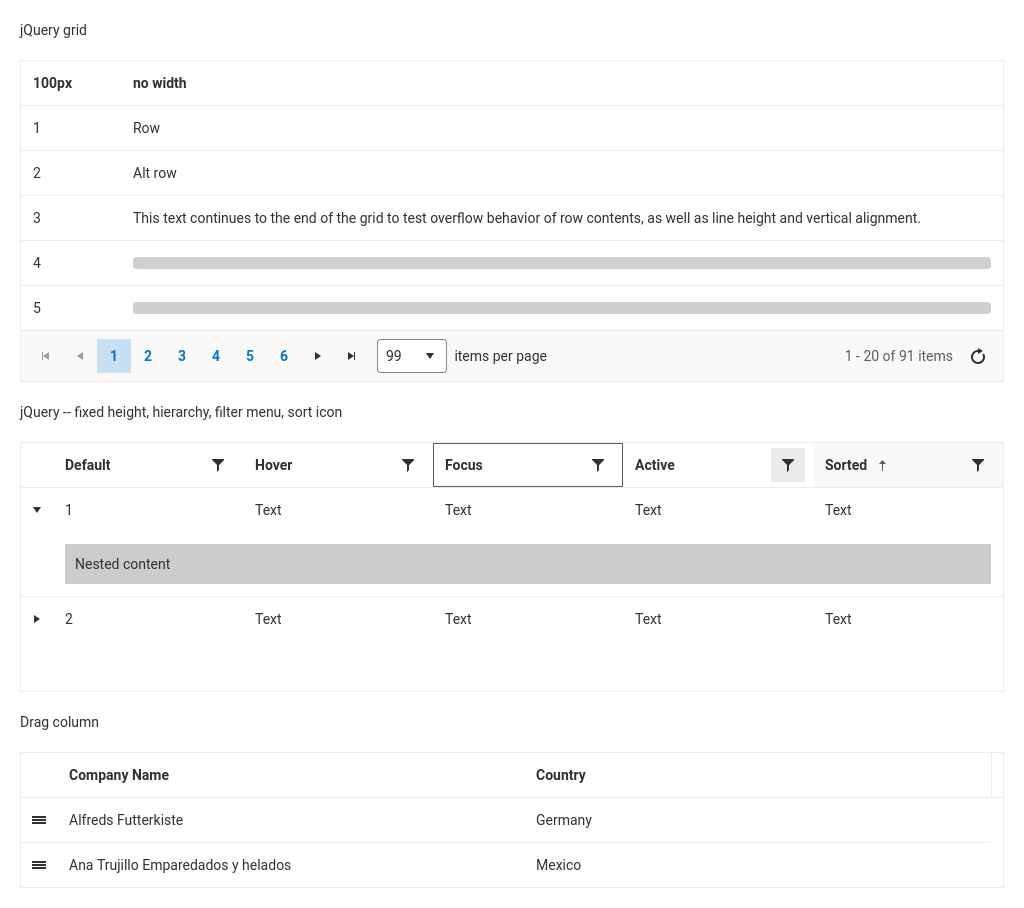 jQuery grid
100px no width
1 Row
2 Alt row
3 This text continues to the end of the grid to test overflow behavior of row contents, as well as line height and vertical alignment.
4
5
1 2 3 4 5 6 99 items per page 1 - 20 of 91 items
jQuery -- fixed height, hierarchy, filter menu, sort icon
Default Hover Focus Active Sorted
1 Text Text Text Text
Nested content
2 Text Text Text Text
Drag column
Company Name Country
Alfreds Futterkiste Germany
Ana Trujillo Emparedados y helados Mexico